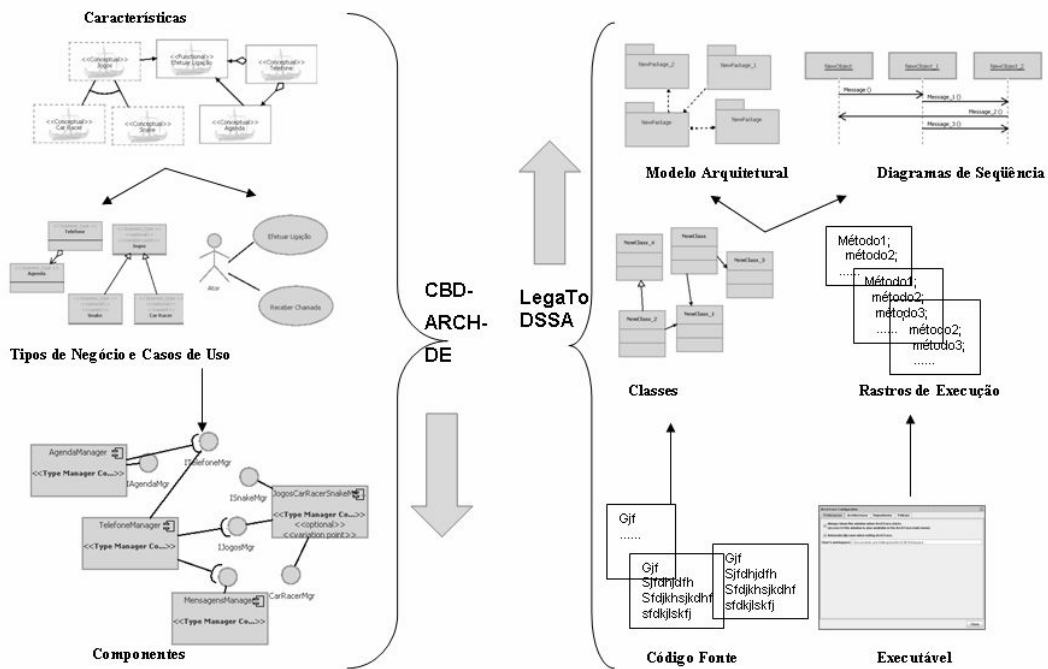 Características
<<Conceptual>>
Jogos
<<Functional>>
Efetuar Ligação
<<Conceptual>>
Telefone
<<Conceptual>>
Car Racer
<<Conceptual>>
Snake
<<Conceptual>>
Agenda
Telefone
Agenda
Jogos
Snake
Car Racer
Ator
Efetuar Ligação
Receber Chamada
Tipos de Negócio e Casos de Uso
AgendaManager
<<Type Manager Co...>>
IAgendaMgr
ITelefoneMgr
TelefoneManager
<<Type Manager Co...>>
ISnakeMgr
JogosCarRacerSnakeM
<<Type Manager Co...>>
<<optional>>
<<variation point>>
IJogosMgr
CarRacerMgr
MensagensManager
<<Type Manager Co...>>
Componentes
CBD-
ARCH-
DE
LegaTo
DSSA
NewPackage_2
NewPackage_1
NewPackage
NewPackage
Modelo Arquitetural
NewObject
NewObject_1
NewObject_2
Message ()
Message_1 ()
Message_2 ()
Message_3 ()
Diagramas de Seqüência
NewClass_4
NewClass
NewClass_3
NewClass_2
Classes
Método1;
método2;
......
Método1;
método2;
método3;
......
método2;
método3;
......
Rastros de Execução
Gjf
......
Gjf
Sjfdhjdfh
Sfdjkhsjkdhf
sfdkjlskfj
Gjf
Sjfdhjdfh
Sfdjkhsjkdhf
sfdkjlskfj
Código Fonte
Executável